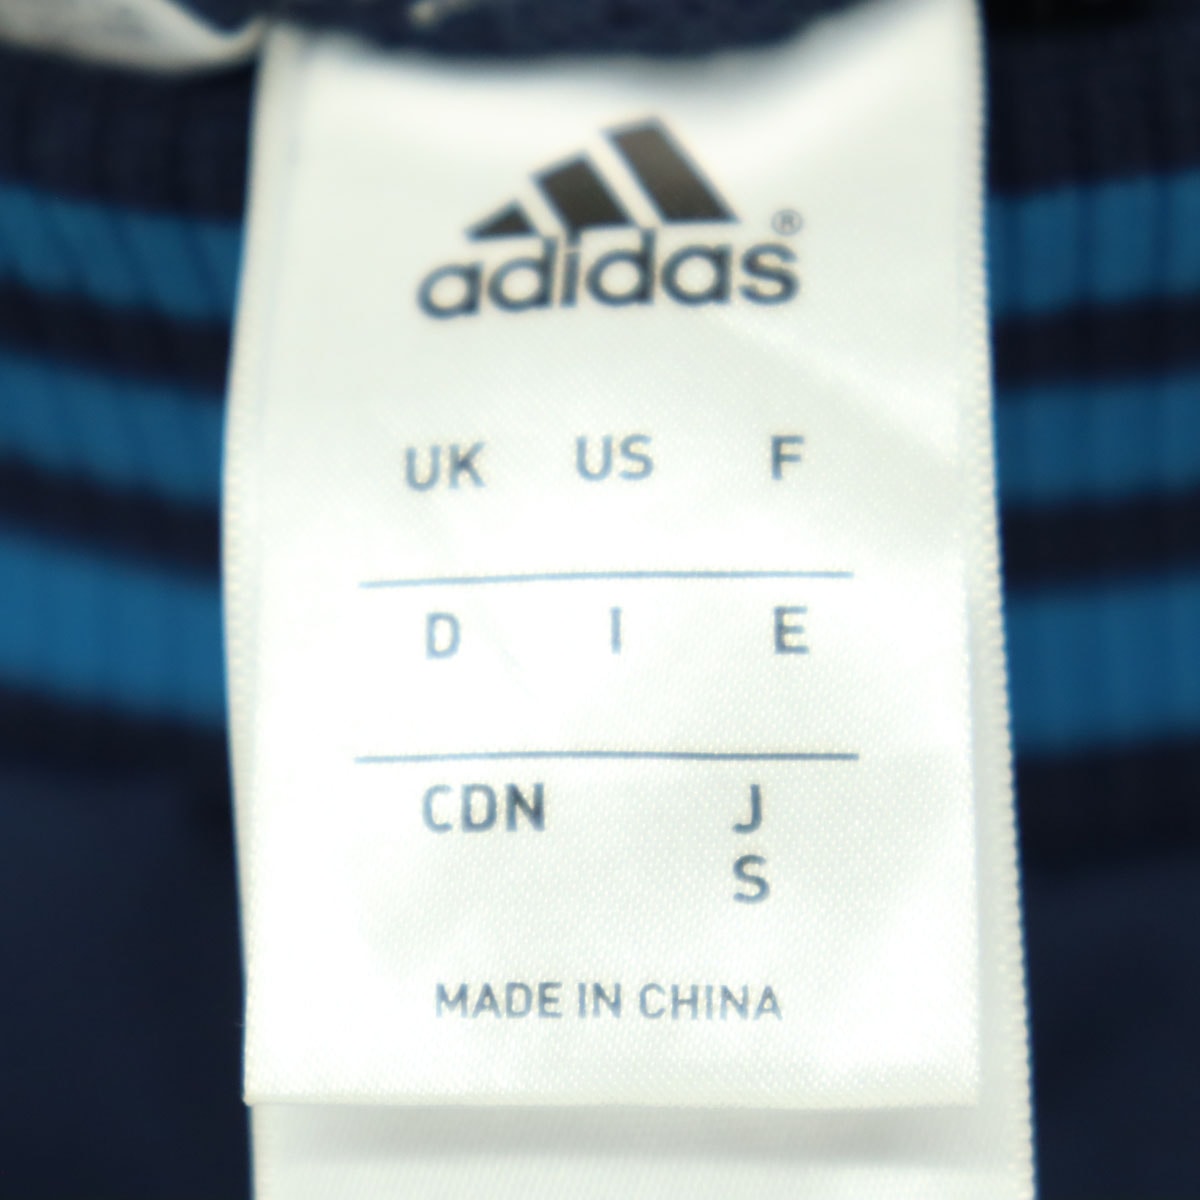 adidas®
UK US F
D I E
CDN J
S
MADE IN CHINA